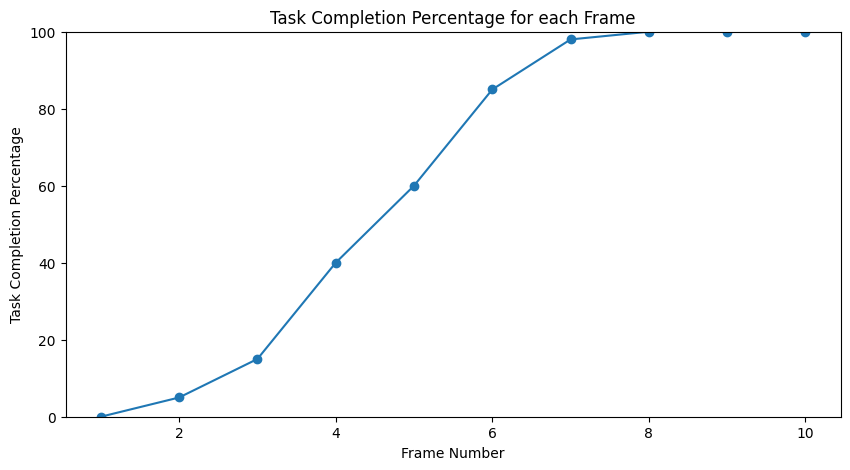 Task Completion Percentage for each Frame
100
80
60
40
20
0
Task Completion Percentage
2 4 6 8 10
Frame Number